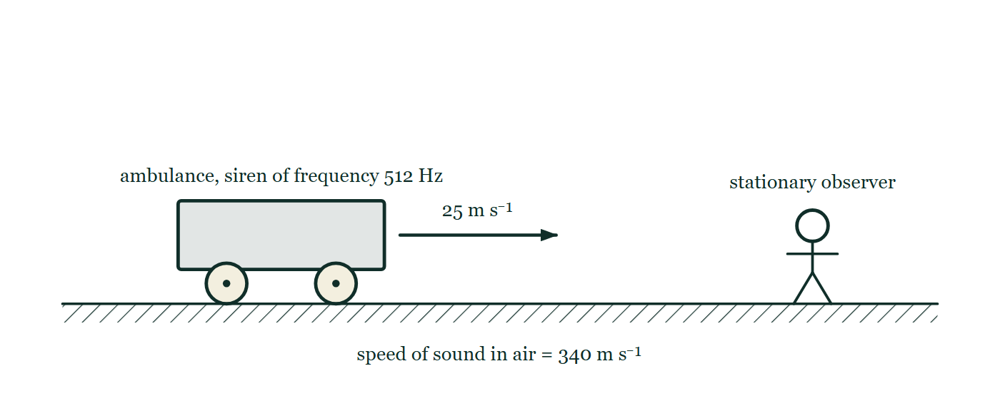 ambulance, siren of frequency 512 Hz
stationary observer
25 m s⁻¹
speed of sound in air = 340 m s⁻¹